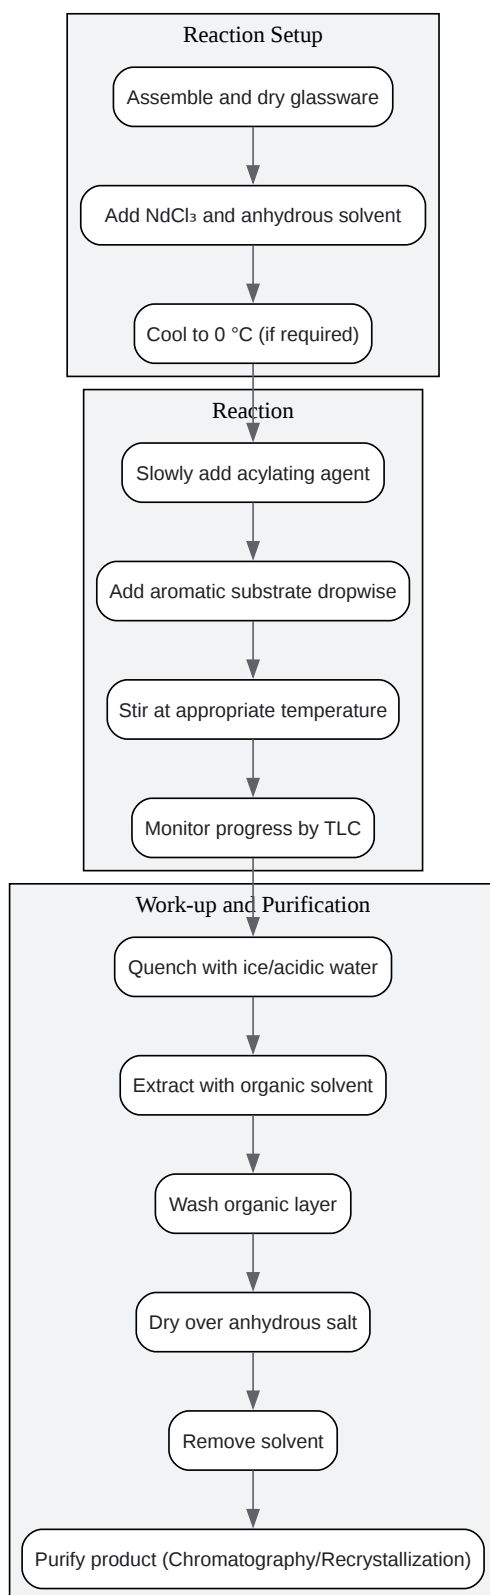 Reaction Setup
Assemble and dry glassware
Add NdCl₃ and anhydrous solvent
Cool to 0 °C (if required)
Reaction
Slowly add acylating agent
Add aromatic substrate dropwise
Stir at appropriate temperature
Monitor progress by TLC
Work-up and Purification
Quench with ice/acidic water
Extract with organic solvent
Wash organic layer
Dry over anhydrous salt
Remove solvent
Purify product (Chromatography/Recrystallization)